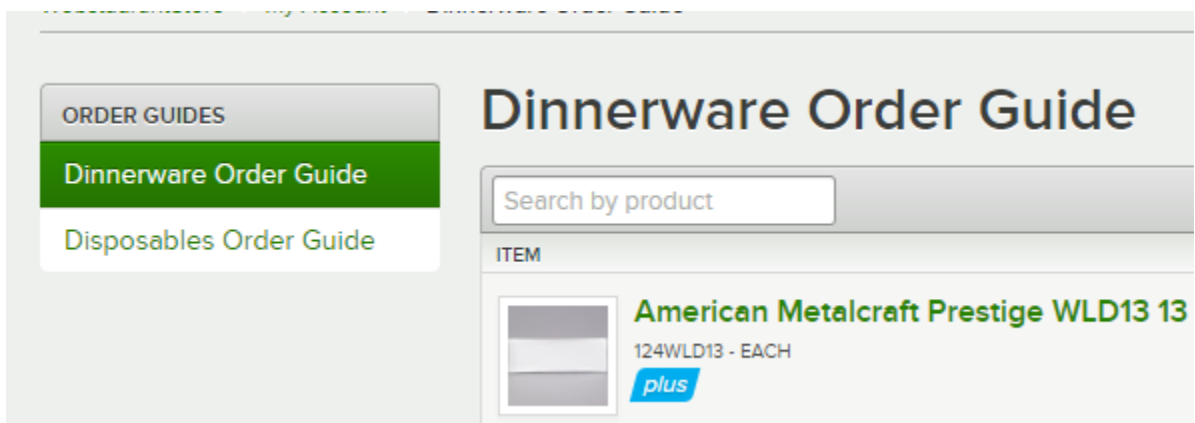 ORDER GUIDES
Dinnerware Order Guide
Disposables Order Guide
Dinnerware Order Guide
Search by product
ITEM
American Metalcraft Prestige WLD13 13
124WLD13 - EACH
plus